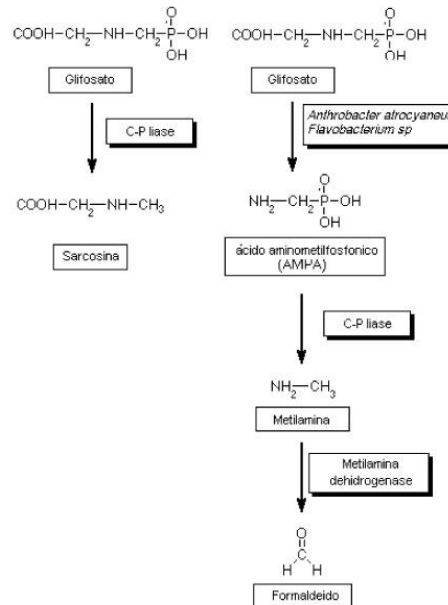 O
COOH—CH₂—NH—CH₂—P—OH
OH
Glifosato
C-P liase
COOH—CH₂—NH—CH₃
Sarcosina
O
COOH—CH₂—NH—CH₂—P—OH
OH
Glifosato
Anthrobacter atrocyaneus
Flavobacterium sp
O
NH₂—CH₂—P—OH
OH
ácido aminometilfosfonico
(AMPA)
C-P liase
NH₂—CH₃
Metilamina
Metilamina
dehidrogenase
O
C
H H
Formaldeido